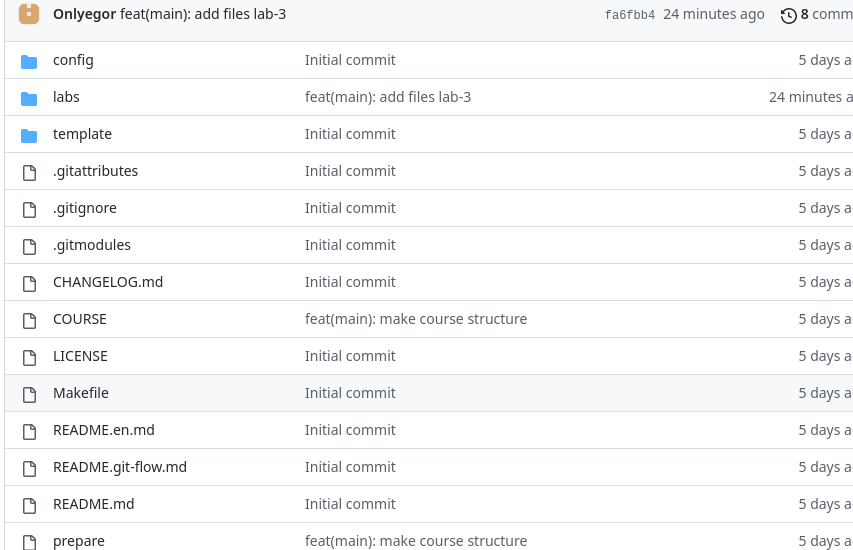 Onlyegor feat(main): add files lab-3 fa6fbb4 24 minutes ago 8 comm
config Initial commit 5 days a
labs feat(main): add files lab-3 24 minutes a
template Initial commit 5 days a
.gitattributes Initial commit 5 days a
.gitignore Initial commit 5 days a
.gitmodules Initial commit 5 days a
CHANGELOG.md Initial commit 5 days a
COURSE feat(main): make course structure 5 days a
LICENSE Initial commit 5 days a
Makefile Initial commit 5 days a
README.en.md Initial commit 5 days a
README.git-flow.md Initial commit 5 days a
README.md Initial commit 5 days a
prepare feat(main): make course structure 5 days a